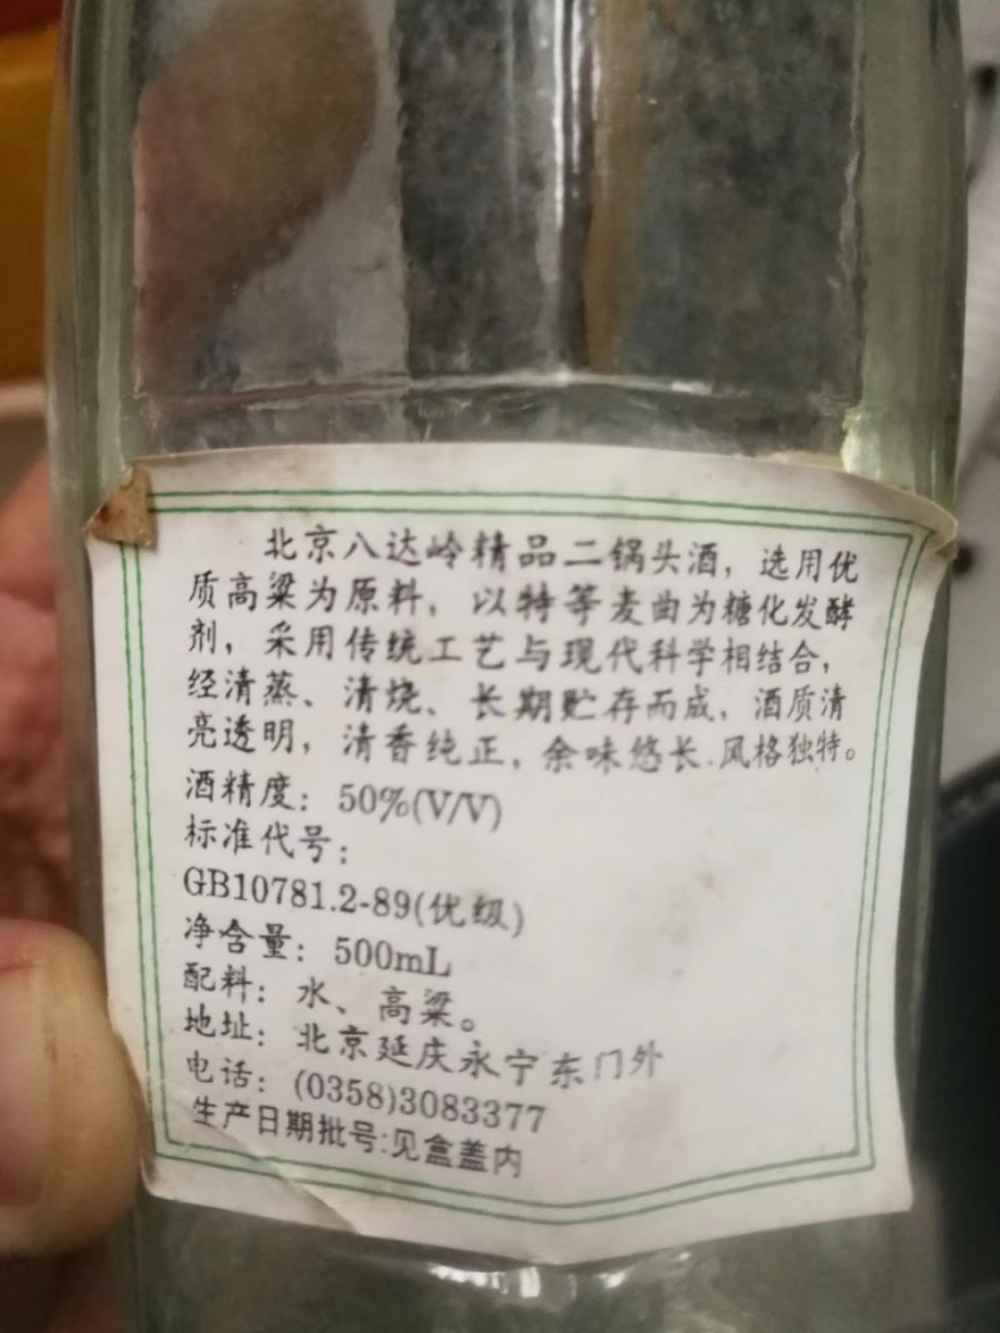 北京八达岭精品二锅头酒，选用优
质高粱为原料，以特等麦曲为糖化发酵
剂，采用传统工艺与现代科学相结合，
经清蒸、清烧、长期贮存而成，酒质清
亮透明，清香纯正，余味悠长.风格独特。
酒精度：50%(V/V)
标准代号：
GB10781.2-89(优级)
净含量：500mL
配料：水、高粱。
地址：北京延庆永宁东门外
电话：(0358)3083377
生产日期批号:见盒盖内